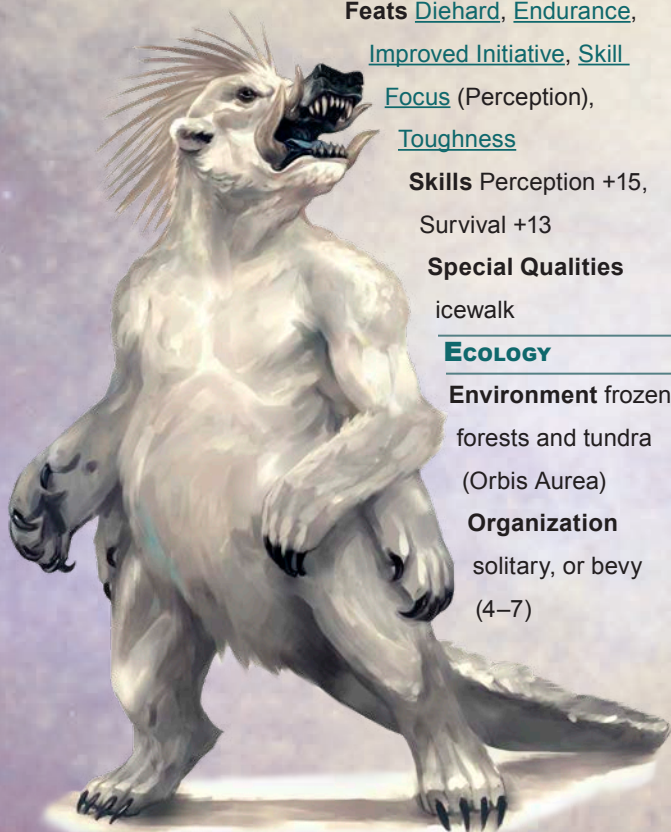 Feats Diehard, Endurance,
Improved Initiative, Skill
Focus (Perception),
Toughness
Skills Perception +15,
Survival +13
Special Qualities
icewalk
ECOLOGY
Environment frozen
forests and tundra
(Orbis Aurea)
Organization
solitary, or bevy
(4–7)